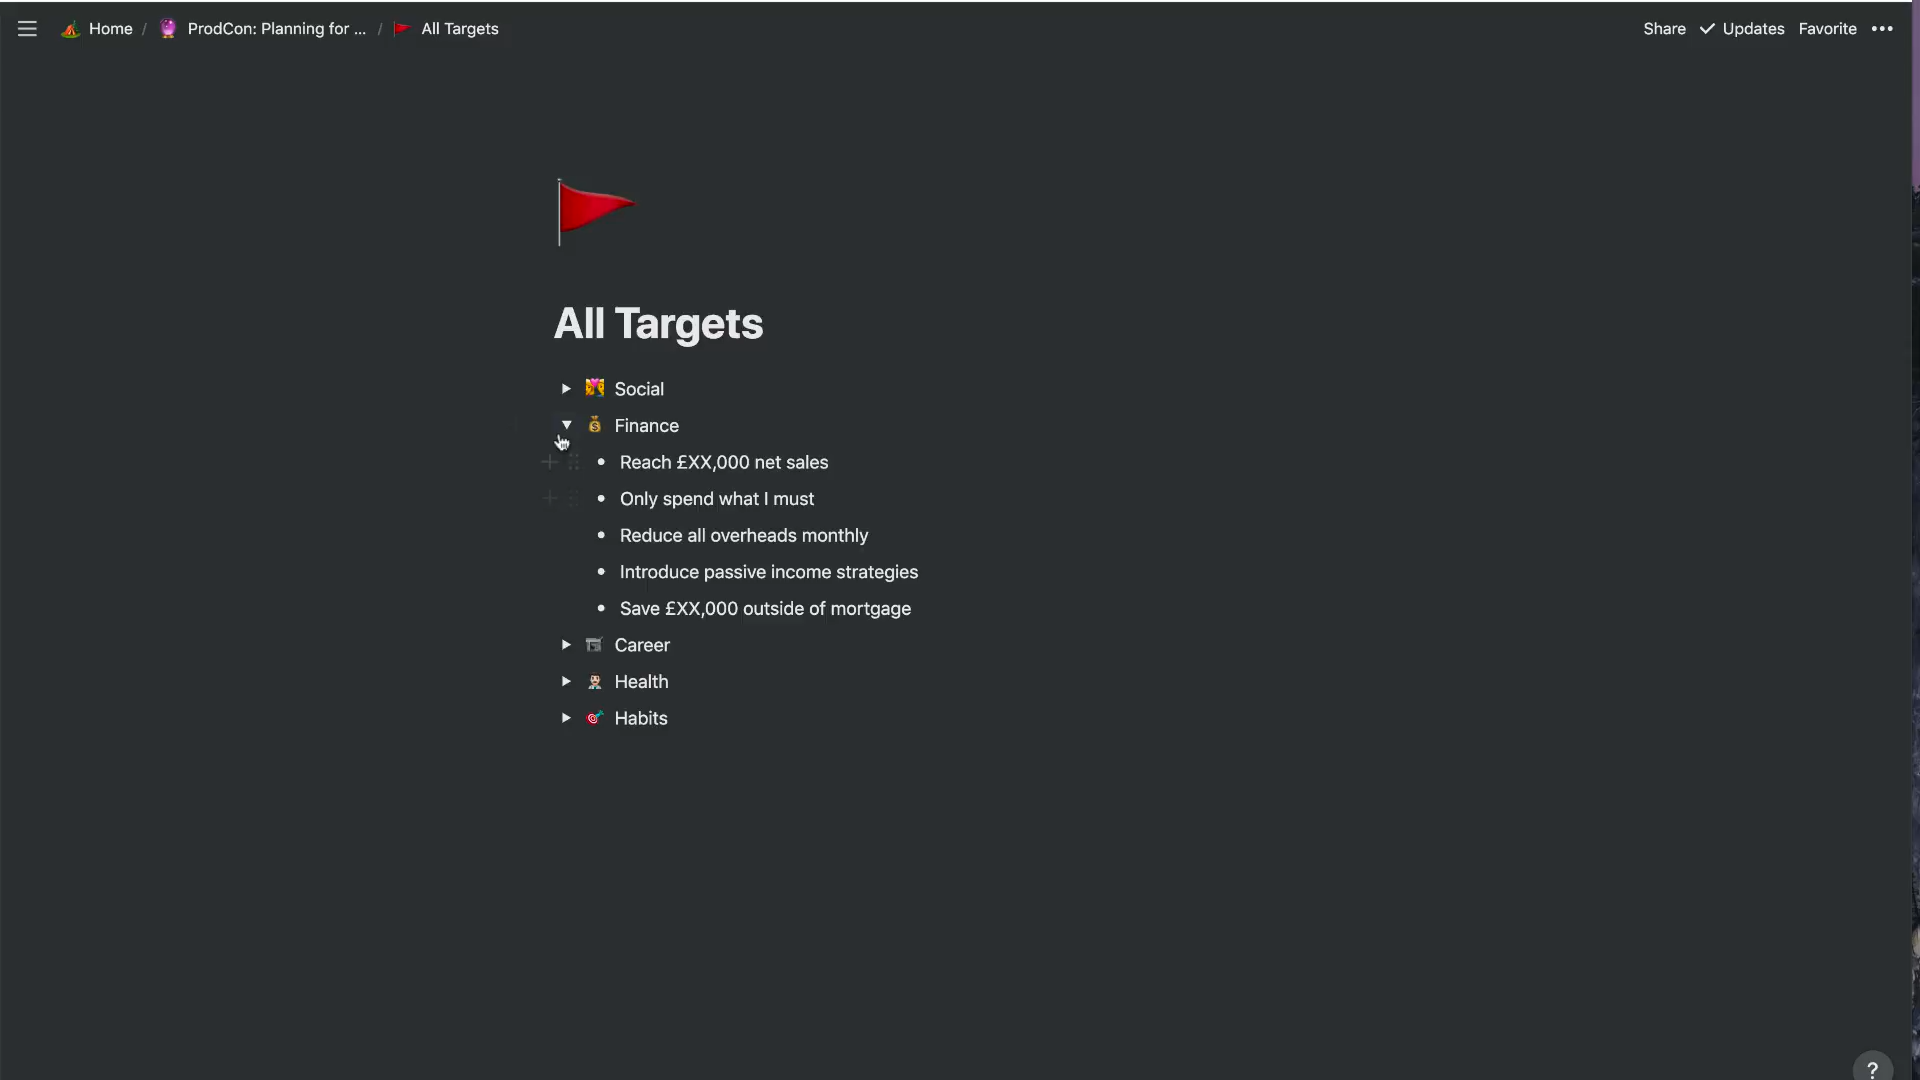 Home / ProdCon: Planning for ... / All Targets
Share ✓ Updates Favorite •••
All Targets
Social
Finance
• Reach £XX,000 net sales
• Only spend what I must
• Reduce all overheads monthly
• Introduce passive income strategies
• Save £XX,000 outside of mortgage
Career
Health
Habits
?